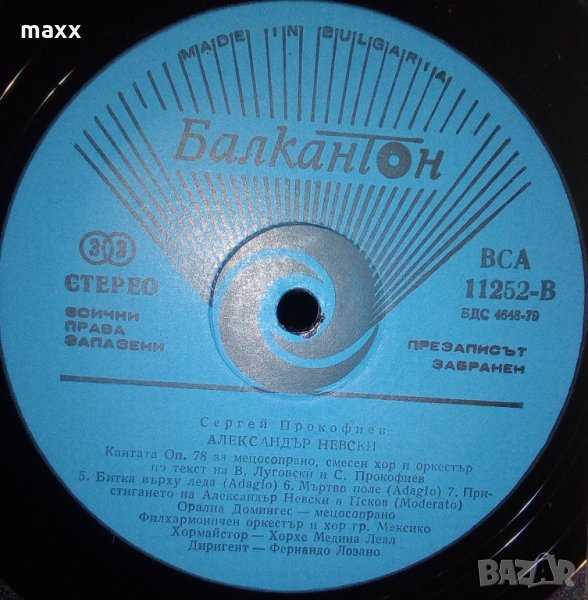 maxx
MADE IN BULGARIA
Балкантон
33
СТЕРЕО
ВСИЧНИ
ПРАВА
ЗАПАЗЕНИ
ВСА
11252-В
БДС 4648-79
ПРЕЗАПИСЪТ
ЗАБРАНЕН
Сергей Прокофиев
АЛЕКСАНДЪР НЕВСКИ
Кантата Оп. 78 за мецосопрано, смесен хор и оркестър
по текст на В. Луговски и С. Прокофиев
5. Битка върху леда (Adagio) 6. Мъртво поле (Adagio) 7. При-
стигането на Александър Невски в Псков (Moderato)
Оралиа Домингес — мецосопрано
Филхармоничен оркестър и хор гр. Мексико
Хормайстор — Хорхе Медина Леал
Диригент — Фернандо Лозано
BAZAR